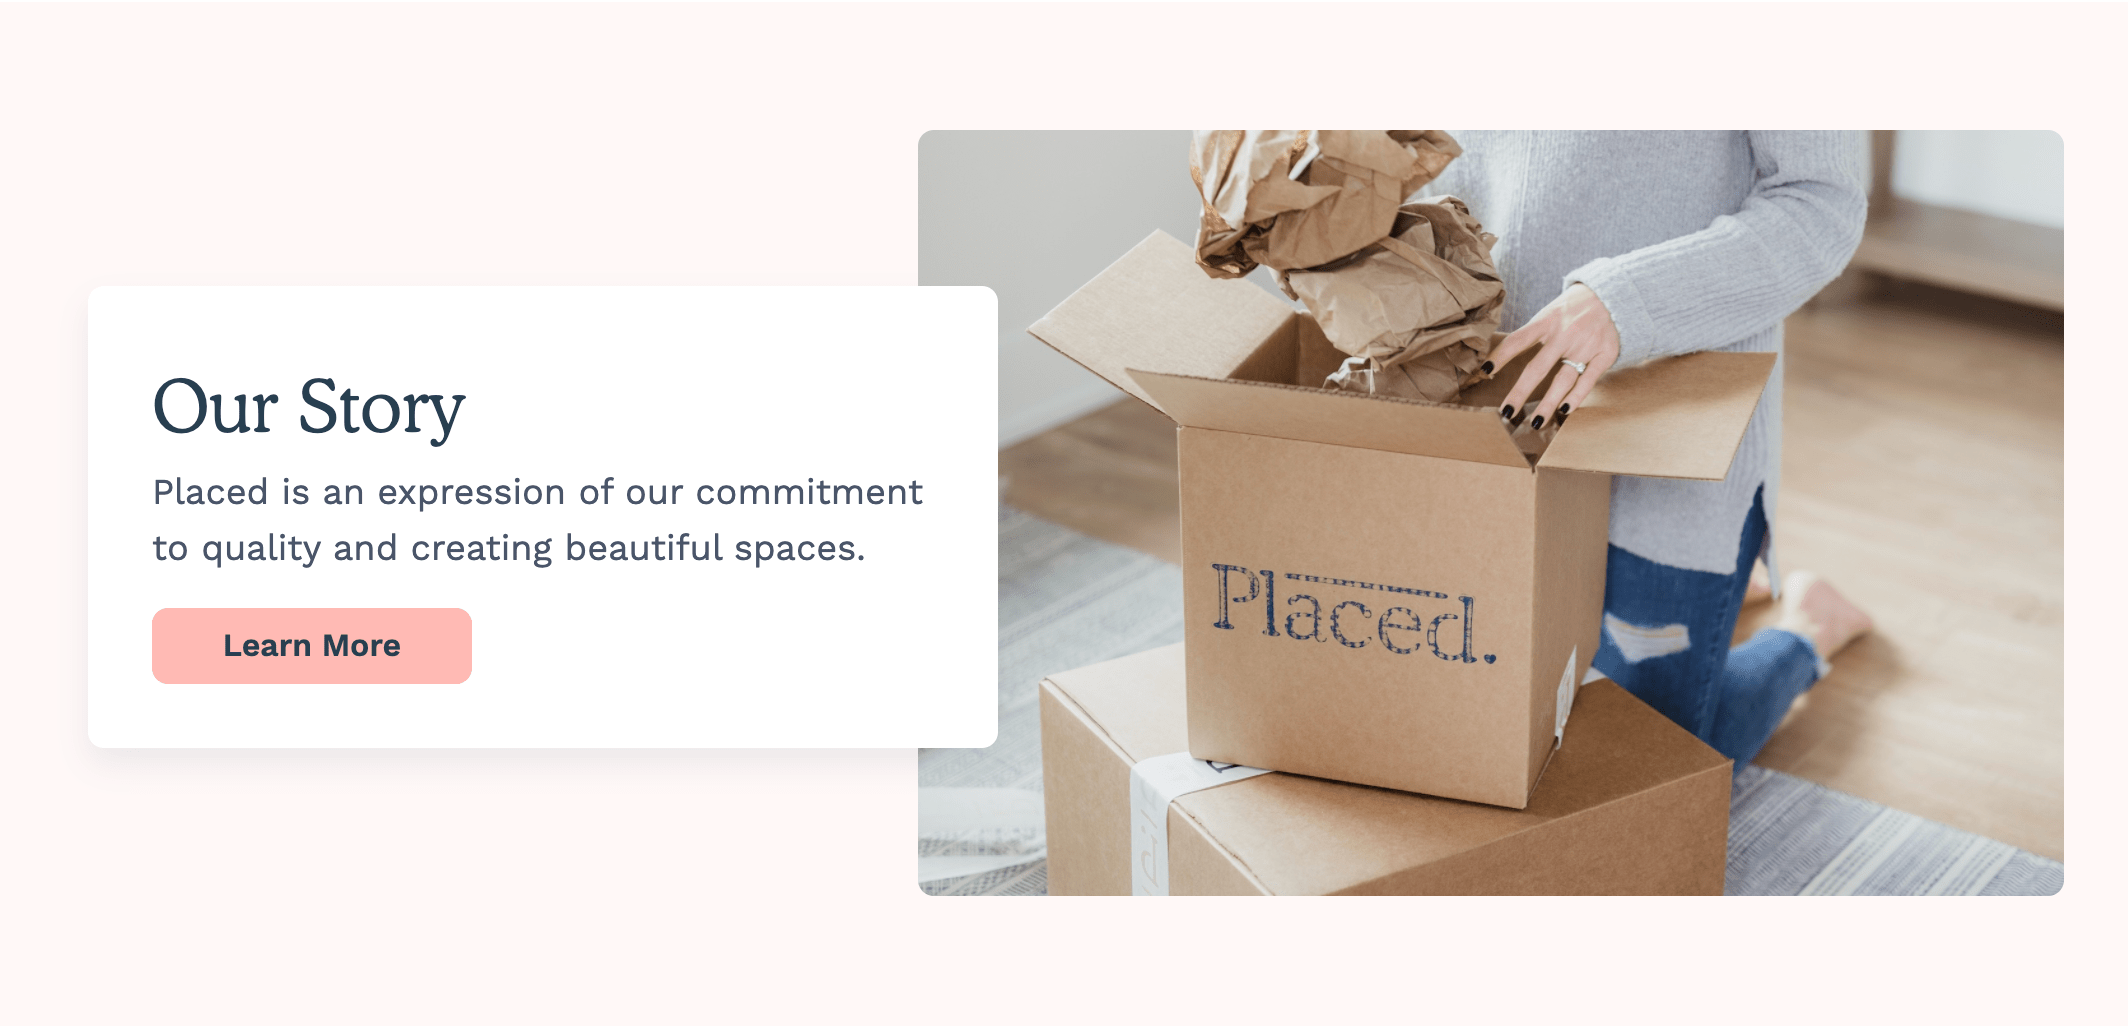 Our Story
Placed is an expression of our commitment
to quality and creating beautiful spaces.
Learn More
Placed.